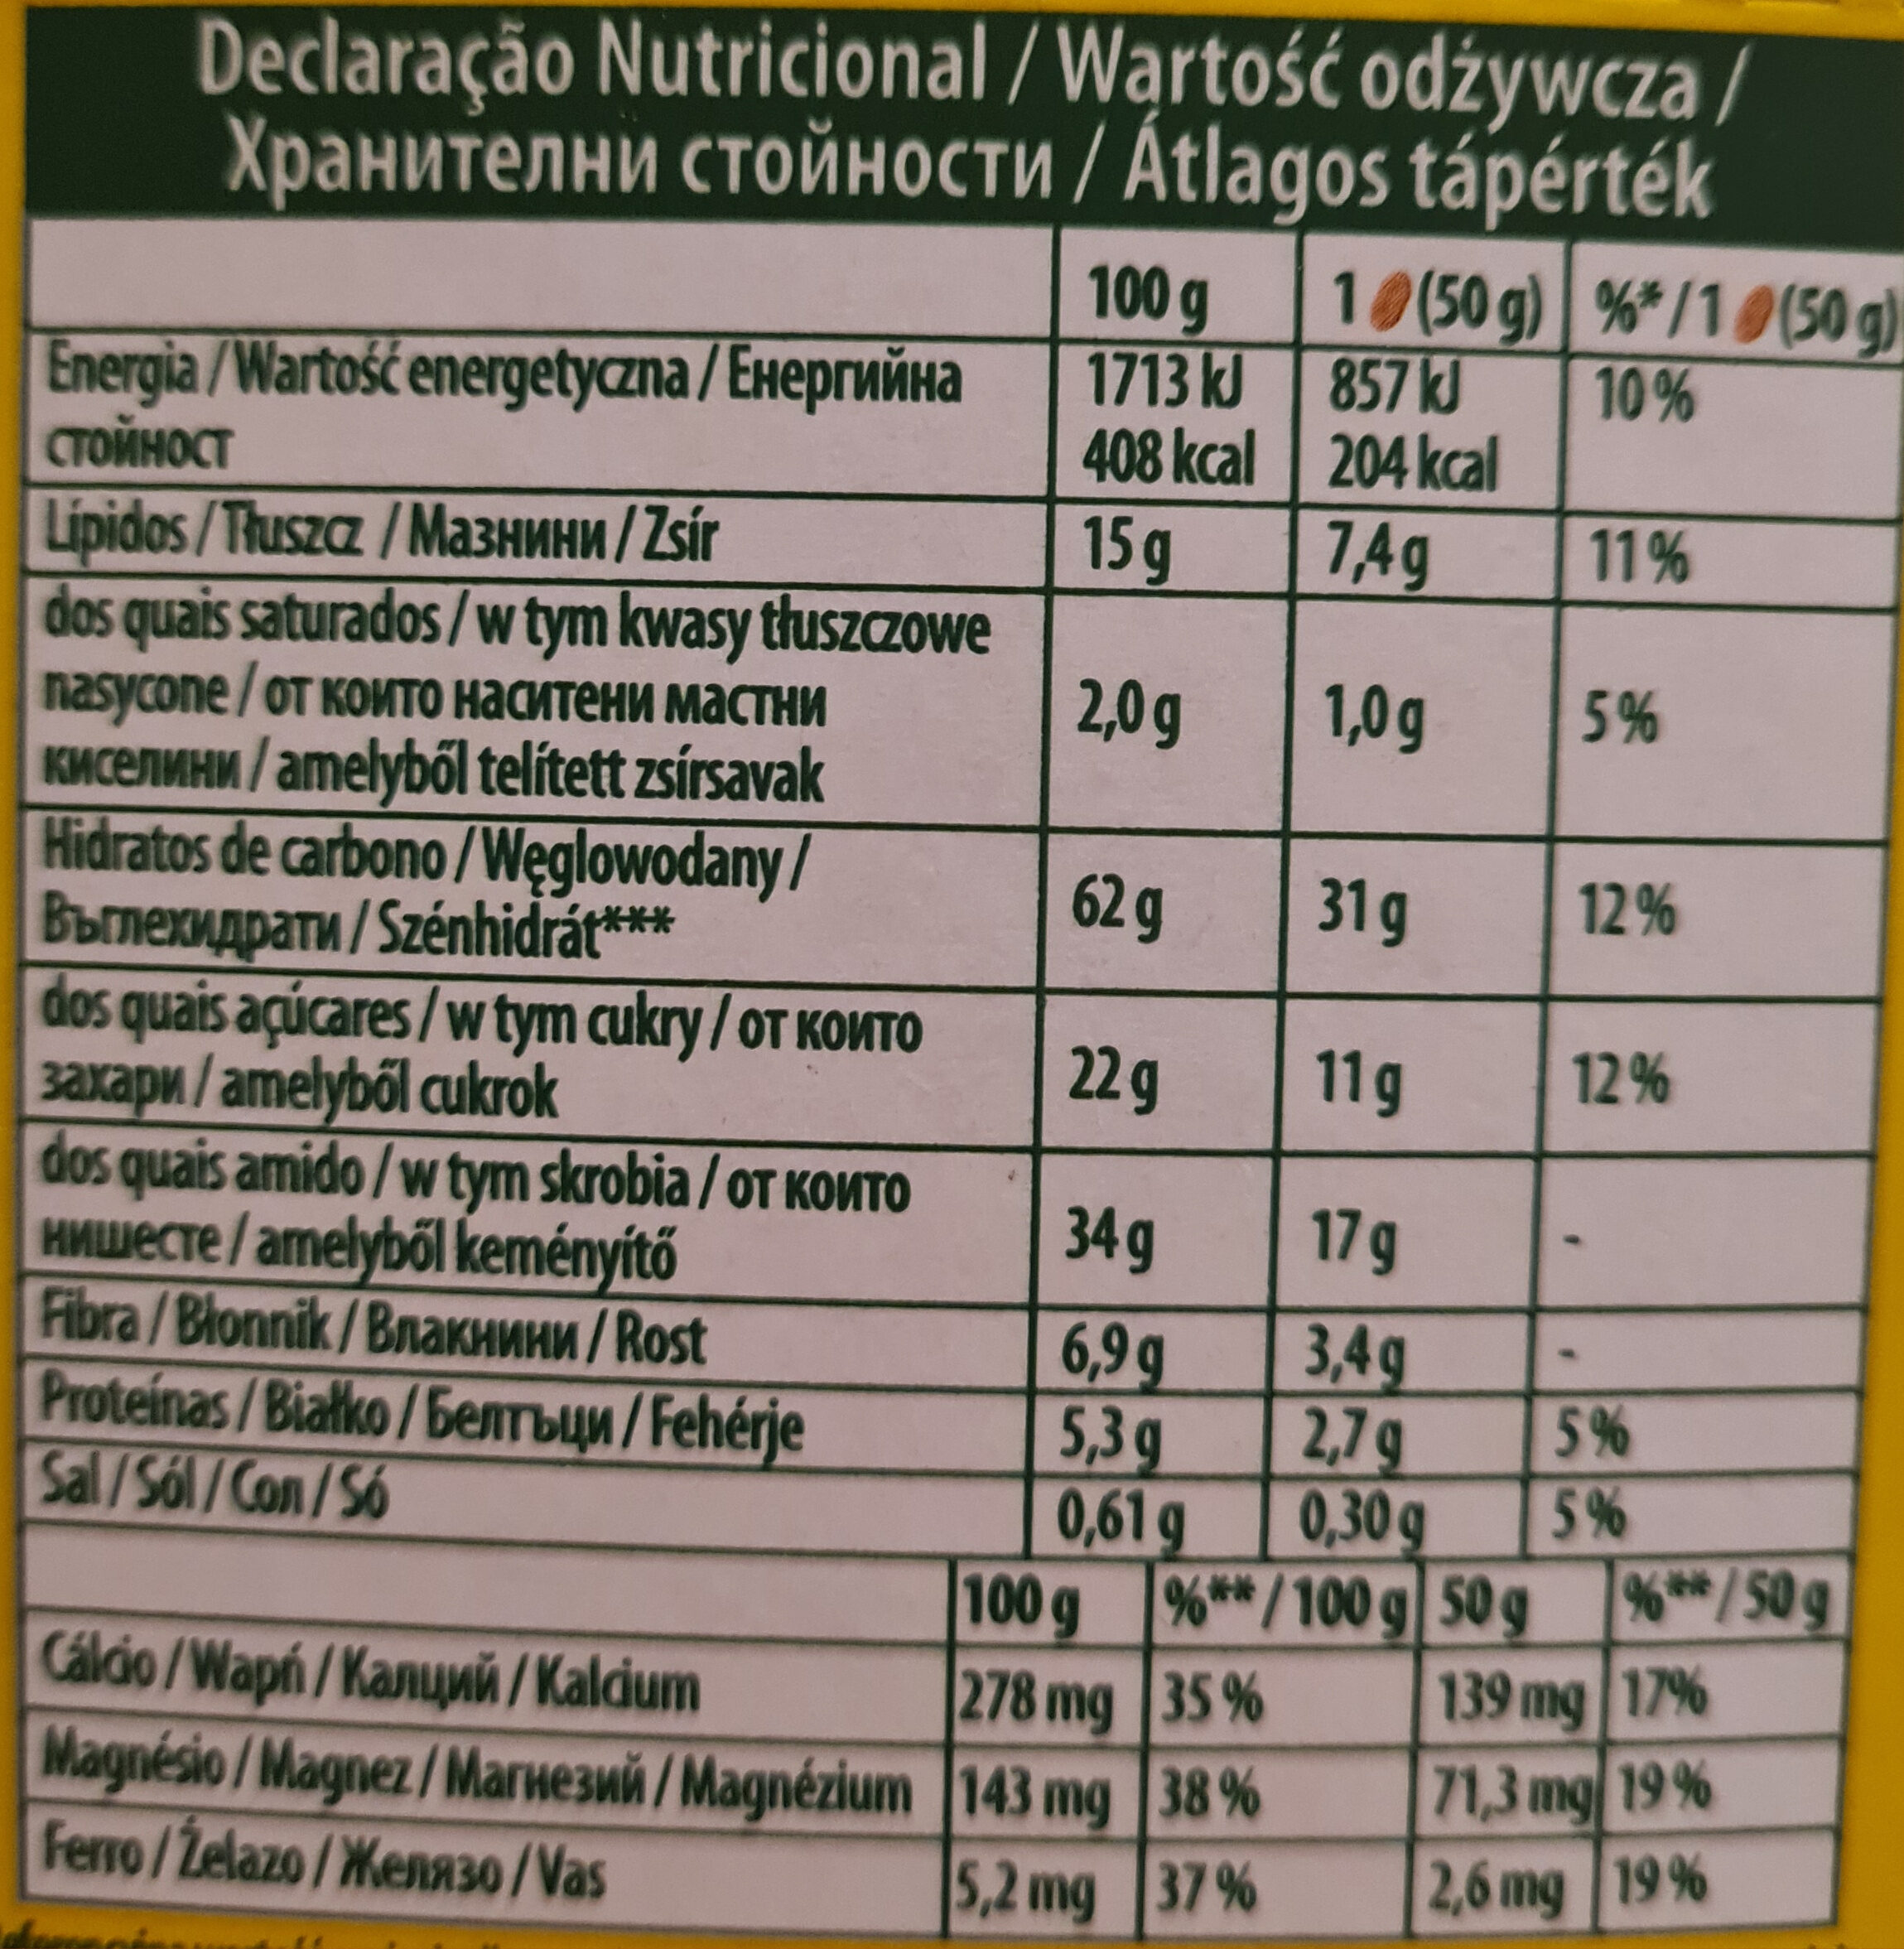 Declaração Nutricional / Wartość odżywcza /
Хранителни стойности / Átlagos tápérték
100 g 1 (50 g) %* / 1 (50 g)
Energia / Wartość energetyczna / Енергийна 1713 kJ 857 kJ 10 %
стойност 408 kcal 204 kcal
Lípidos / Tłuszcz / Мазнини / Zsír 15 g 7,4 g 11 %
dos quais saturados / w tym kwasy tłuszczowe
nasycone / от които наситени мастни 2,0 g 1,0 g 5 %
киселини / amelyből telített zsírsavak
Hidratos de carbono / Węglowodany / 62 g 31 g 12 %
Въглехидрати / Szénhidrát***
dos quais açúcares / w tym cukry / от които 22 g 11 g 12 %
захари / amelyből cukrok
dos quais amido / w tym skrobia / от които 34 g 17 g -
нишесте / amelyből keményítő
Fibra / Błonnik / Влакнини / Rost 6,9 g 3,4 g -
Proteínas / Białko / Белтъци / Fehérje 5,3 g 2,7 g 5 %
Sal / Sól / Сол / Só 0,61 g 0,30 g 5 %
100 g %** / 100 g 50 g %** / 50 g
Cálcio / Wapń / Калций / Kalcium 278 mg 35 % 139 mg 17%
Magnésio / Magnez / Магнезий / Magnézium 143 mg 38 % 71,3 mg 19 %
Ferro / Żelazo / Желязо / Vas 5,2 mg 37 % 2,6 mg 19 %